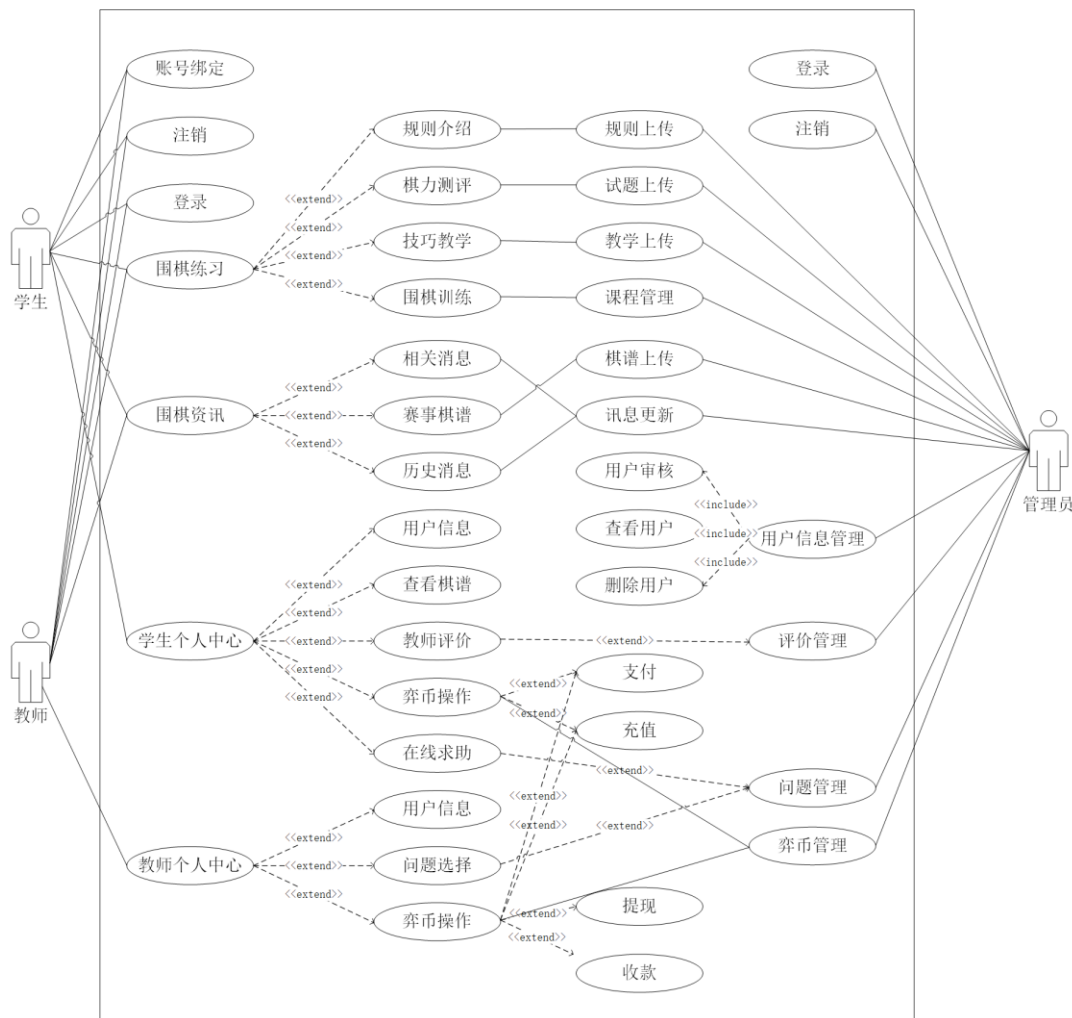 账号绑定
登录
注销
注销
规则介绍
规则上传
<<extend>>
棋力测评
试题上传
登录
<<extend>>
技巧教学
教学上传
<<extend>>
围棋练习
<<extend>>
围棋训练
课程管理
学生
相关消息
棋谱上传
<<extend>>
围棋资讯
<<extend>>
赛事棋谱
讯息更新
<<extend>>
历史消息
用户审核
管理员
<<include>>
用户信息
查看用户
<<include>>
用户信息管理
<<include>>
<<extend>>
查看棋谱
删除用户
<<extend>>
学生个人中心
<<extend>>
教师评价
<<extend>>
评价管理
<<extend>>
支付
教师
弈币操作
<<extend>>
<<extend>>
<<extend>>
充值
在线求助
<<extend>>
问题管理
用户信息
<<extend>>
<<extend>>
<<extend>>
<<extend>>
弈币管理
教师个人中心
<<extend>>
问题选择
<<extend>>
提现
弈币操作
<<extend>>
<<extend>>
收款